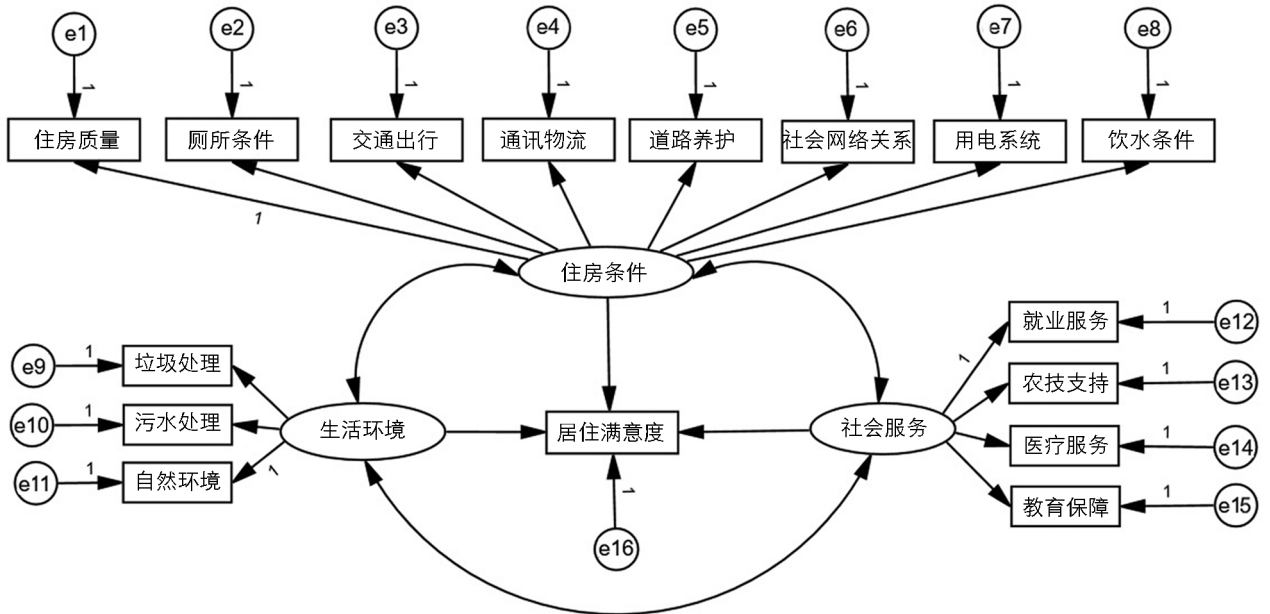 e1
e2
e3
e4
e5
e6
e7
e8
1
1
1
1
1
1
1
1
住房质量
厕所条件
交通出行
通讯物流
道路养护
社会网络关系
用电系统
饮水条件
1
住房条件
e9
1
垃圾处理
e10
1
污水处理
e11
1
自然环境
1
生活环境
居住满意度
1
e16
社会服务
1
就业服务
1
e12
农技支持
1
e13
医疗服务
1
e14
教育保障
1
e15